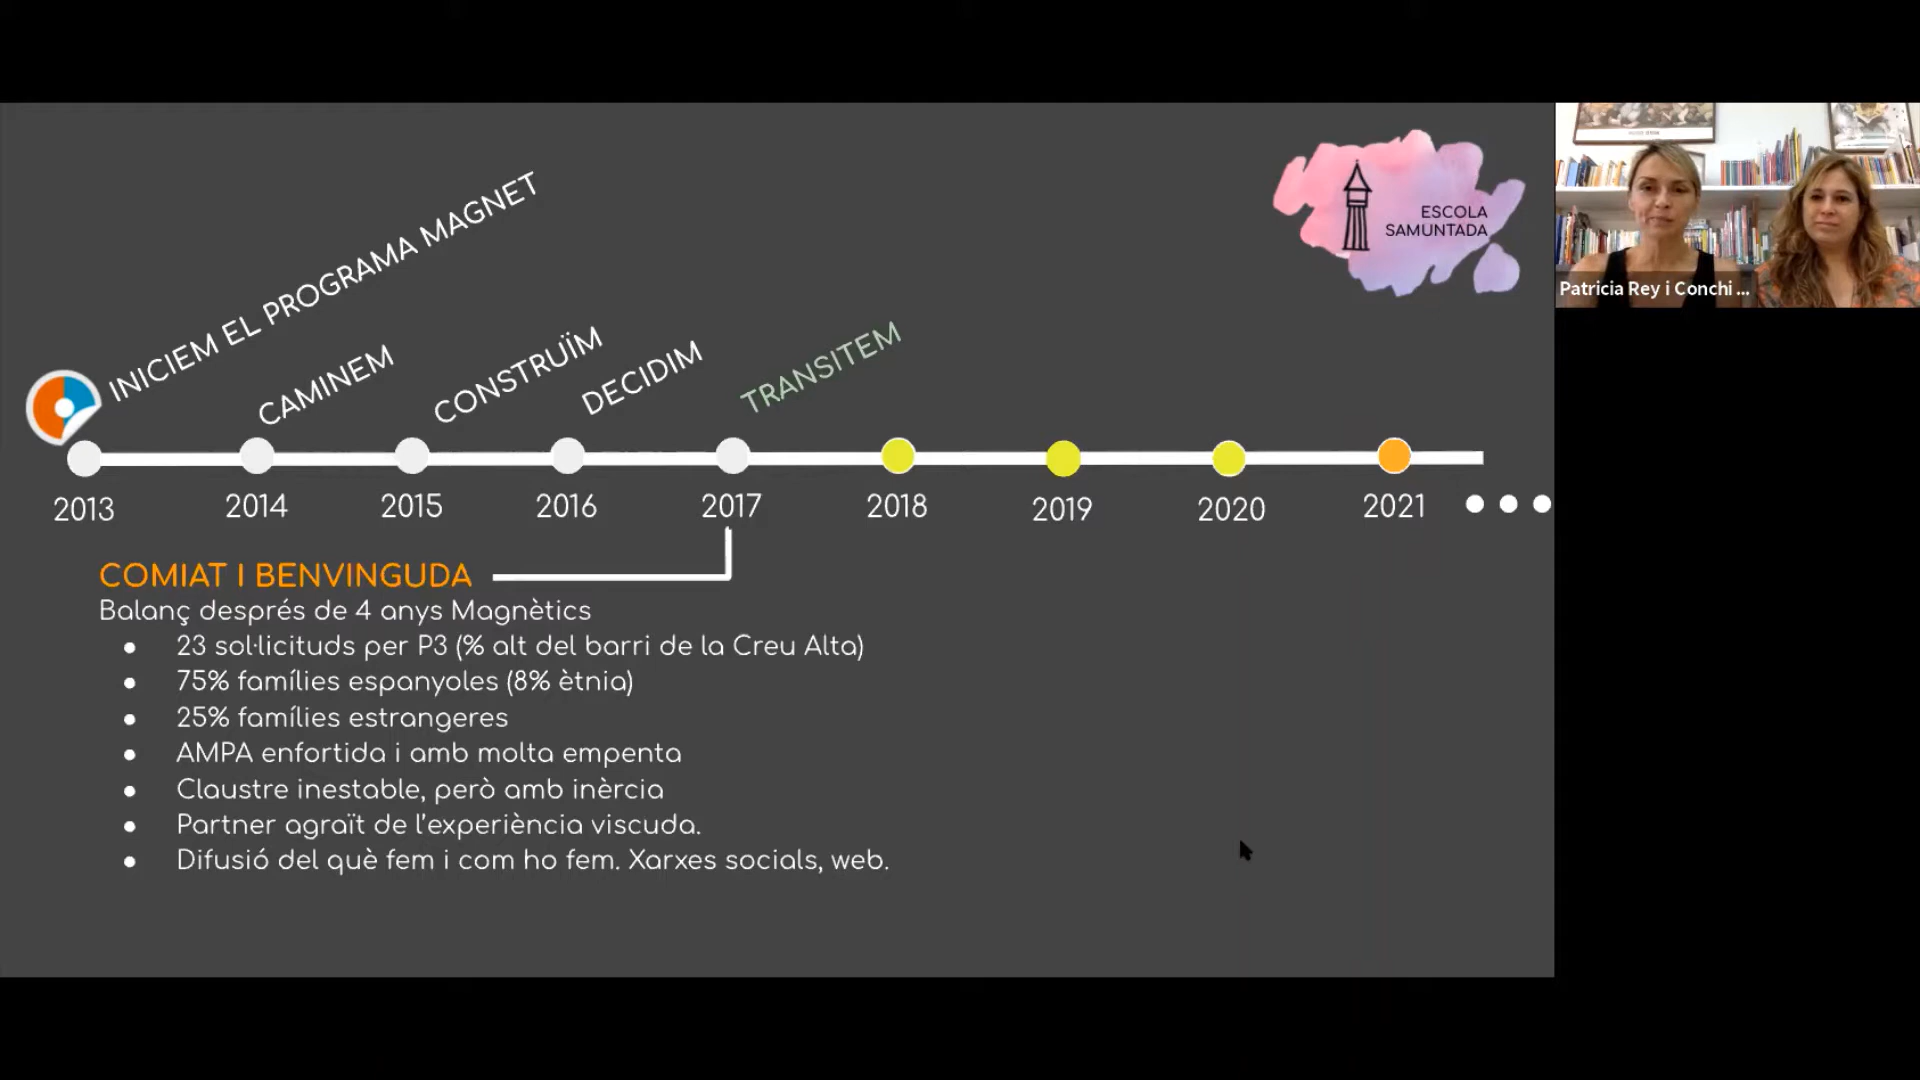 INICIEM EL PROGRAMA MAGNET
CAMINEM
CONSTRUÏM
DECIDIM
TRANSITEM
ESCOLA
SAMUNTADA
Patricia Rey i Conchi ...
2013
2014
2015
2016
2017
2018
2019
2020
2021
COMIAT I BENVINGUDA
Balanç després de 4 anys Magnètics
• 23 sol·licituds per P3 (% alt del barri de la Creu Alta)
• 75% famílies espanyoles (8% ètnia)
• 25% famílies estrangeres
• AMPA enfortida i amb molta empenta
• Claustre inestable, però amb inèrcia
• Partner agraït de l'experiència viscuda.
• Difusió del què fem i com ho fem. Xarxes socials, web.